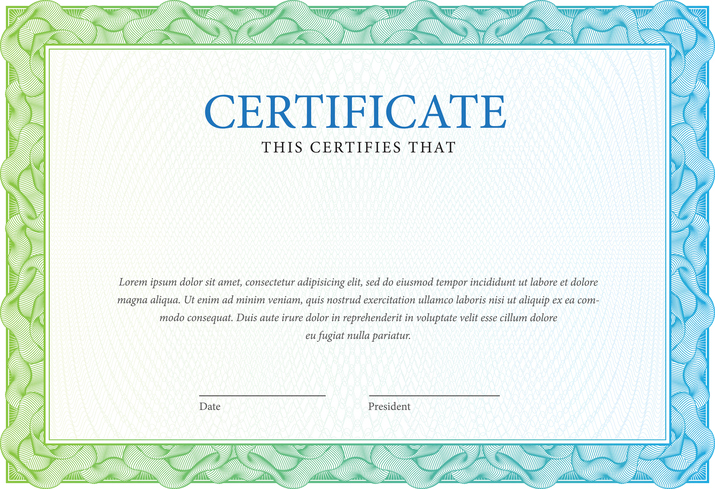 CERTIFICATE
THIS CERTIFIES THAT
Lorem ipsum dolor sit amet, consectetur adipisicing elit, sed do eiusmod tempor incididunt ut labore et dolore
magna aliqua. Ut enim ad minim veniam, quis nostrud exercitation ullamco laboris nisi ut aliquip ex ea com-
modo consequat. Duis aute irure dolor in reprehenderit in voluptate velit esse cillum dolore
eu fugiat nulla pariatur.
Date President